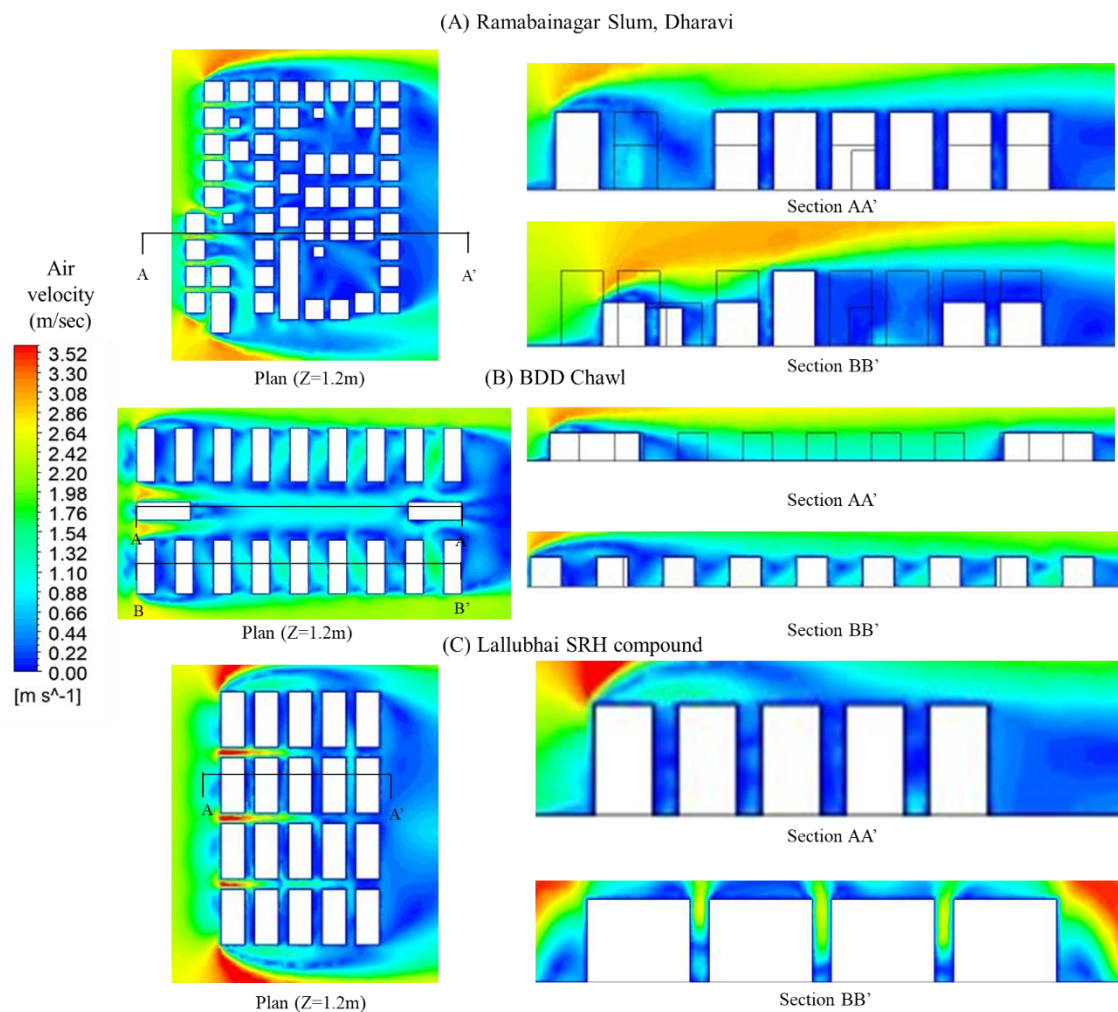 (A) Ramabainagar Slum, Dharavi
A
A'
Plan (Z=1.2m)
Section AA'
Section BB'
Air
velocity
(m/sec)
3.52
3.30
3.08
2.86
2.64
2.42
2.20
1.98
1.76
1.54
1.32
1.10
0.88
0.66
0.44
0.22
0.00
[m s^-1]
(B) BDD Chawl
A
A'
B
B'
Plan (Z=1.2m)
Section AA'
Section BB'
(C) Lallubhai SRH compound
A
A'
Plan (Z=1.2m)
Section AA'
Section BB'